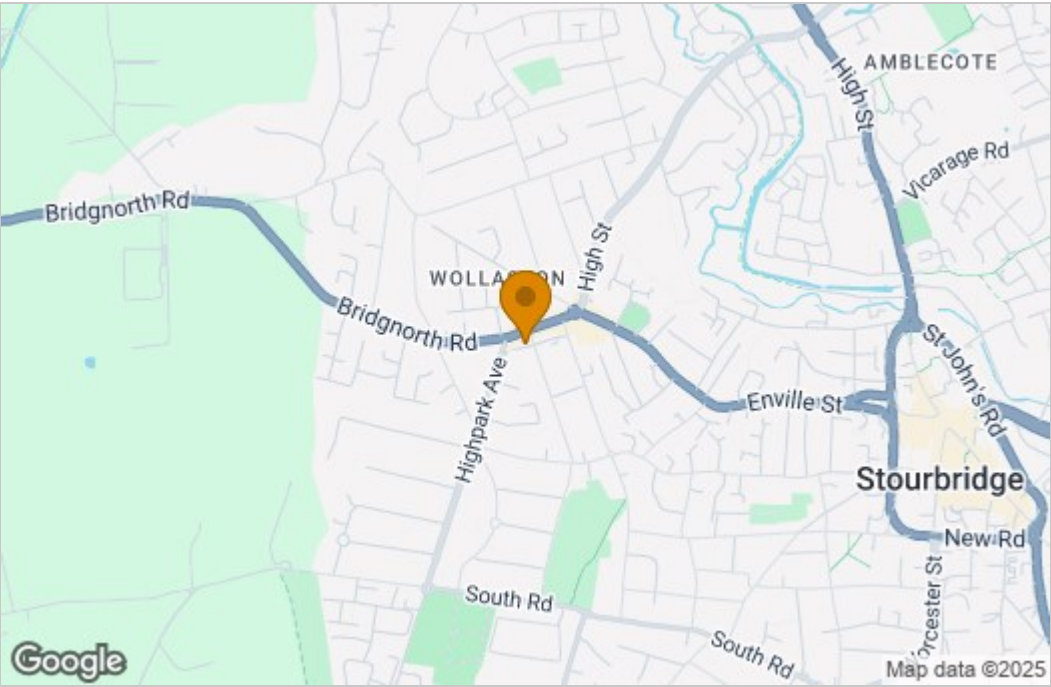 AMBLECOTE
High St
Vicarage Rd
Bridgnorth Rd
High St
Bridgnorth Rd
St John's Rd
Highpark Ave
Enville St
Stourbridge
New Rd
South Rd
South Rd
Google
Map data ©2025